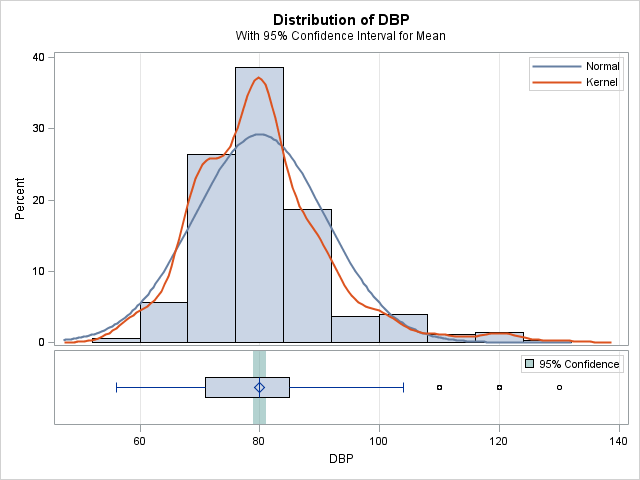 Distribution of DBP
With 95% Confidence Interval for Mean
40
30
20
10
0
Percent
Normal
Kernel
95% Confidence
60 80 100 120 140
DBP